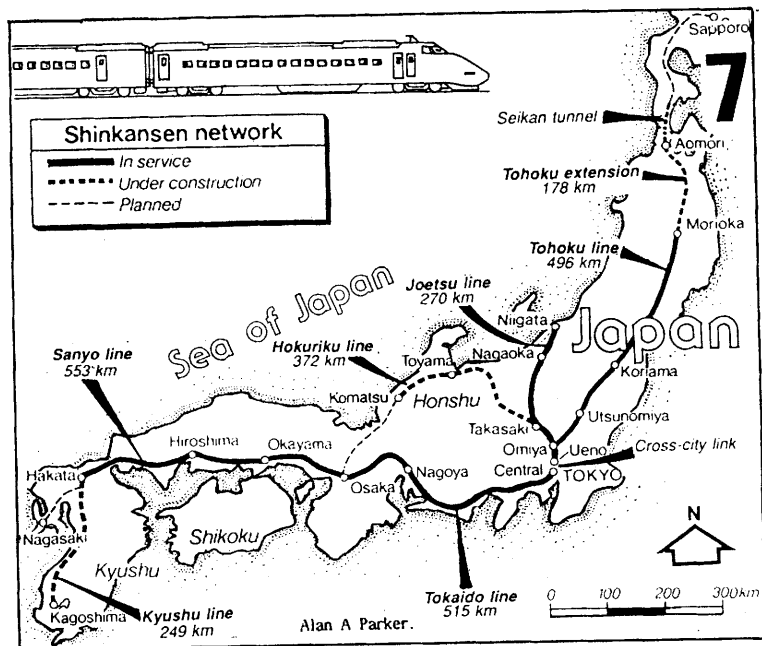 Sapporo
7
Seikan tunnel
Aomori
Shinkansen network
In service
Under construction
Planned
Tohoku extension
178 km
Morioka
Tohoku line
496 km
Joetsu line
270 km
Niigata
Sea of Japan
Japan
Hokuriku line
372 km
Toyama
Nagaoka
Sanyo line
553 km
Koriama
Komatsu
Honshu
Utsunomiya
Takasaki
Hiroshima
Okayama
Omiya
Ueno
Cross-city link
Hakata
Osaka
Nagoya
Central
TOKYO
Nagasaki
Shikoku
N
Kyushu
Kagoshima
Kyushu line
249 km
Alan A Parker.
Tokaido line
515 km
0 100 200 300km